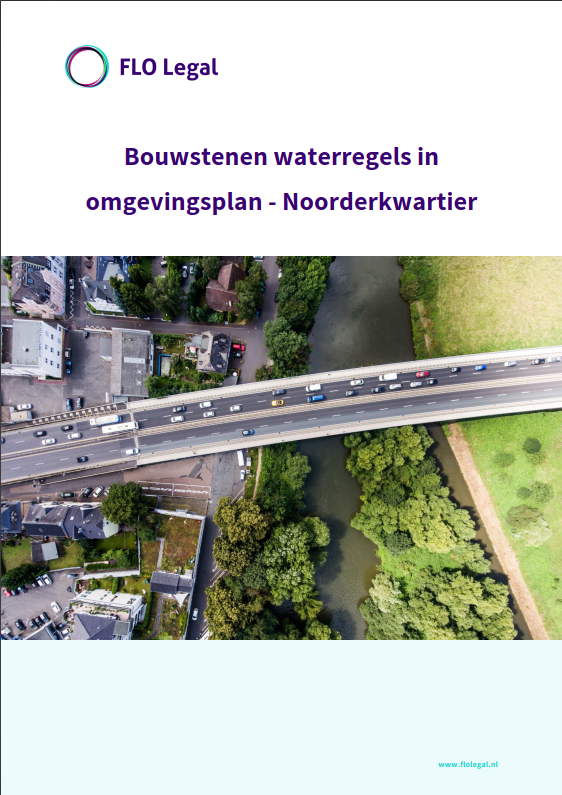 FLO Legal
Bouwstenen waterregels in
omgevingsplan - Noorderkwartier
www.flolegal.nl